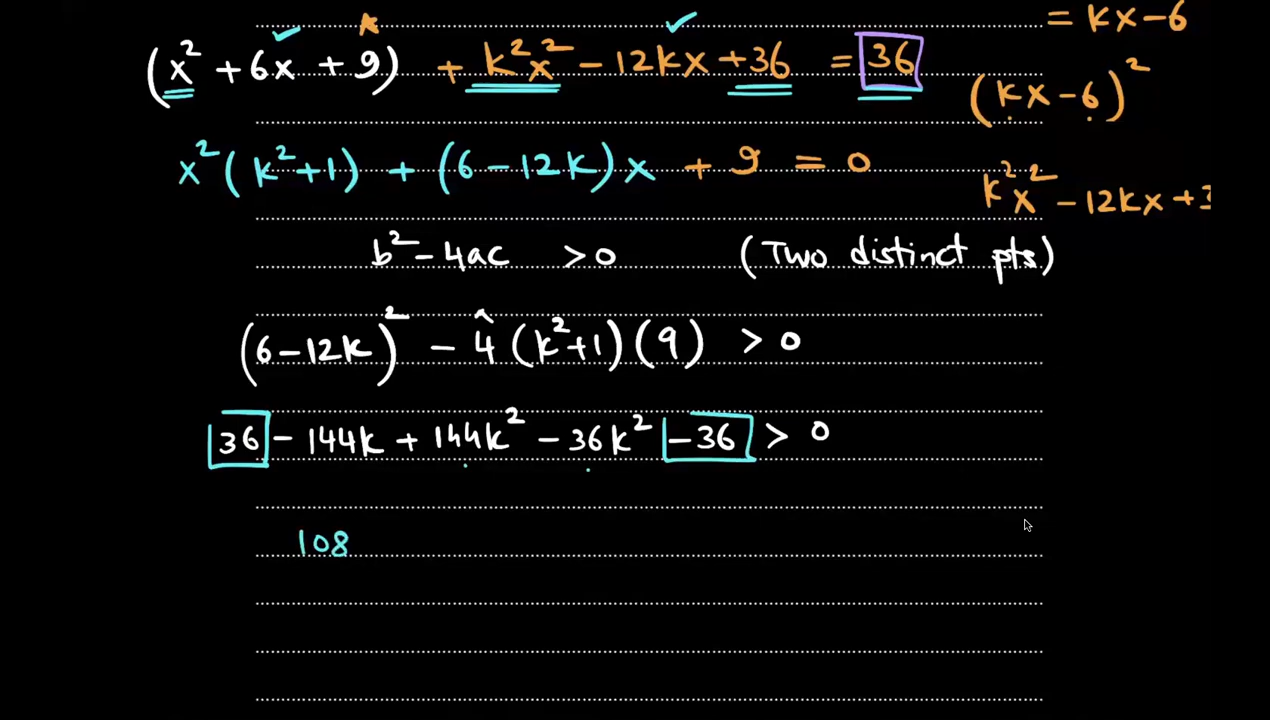 = kx-6
(x² + 6x + 9) + k²x² - 12kx + 36 = 36
(kx-6)²
x²(k²+1) + (6-12k)x + 9 = 0
k²x² - 12kx + 3
b² - 4ac > 0 (Two distinct pts)
(6-12k)² - 4(k²+1)(9) > 0
36 - 144k + 144k² - 36k² - 36 > 0
108